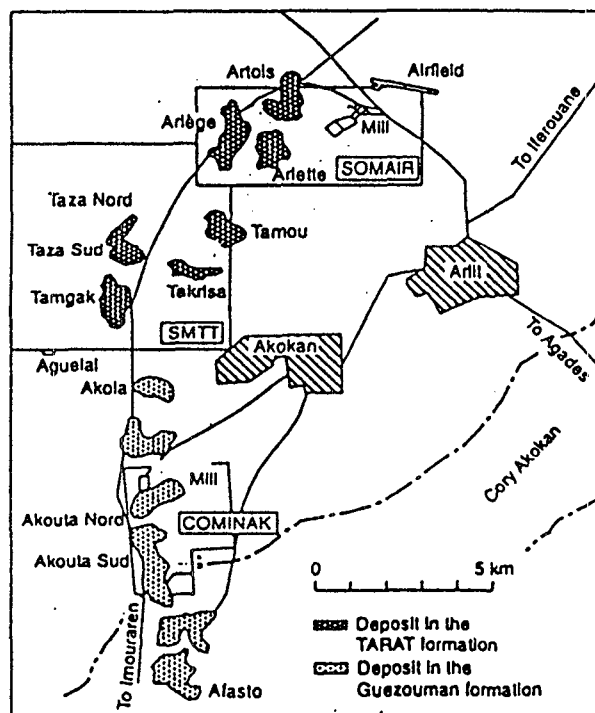 Artois
Airfield
Ariège
Mill
To Iferouane
Arlette
SOMAIR
Taza Nord
Tamou
Taza Sud
Arlit
Takrisa
Tamgak
SMTT
Akokan
To Agades
Aguelal
Akola
Cory Akokan
Mill
Akouta Nord
COMINAK
Akouta Sud
0 5 km
To Imouraren
Deposit in the
TARAT formation
Deposit in the
Guezouman formation
Afasto